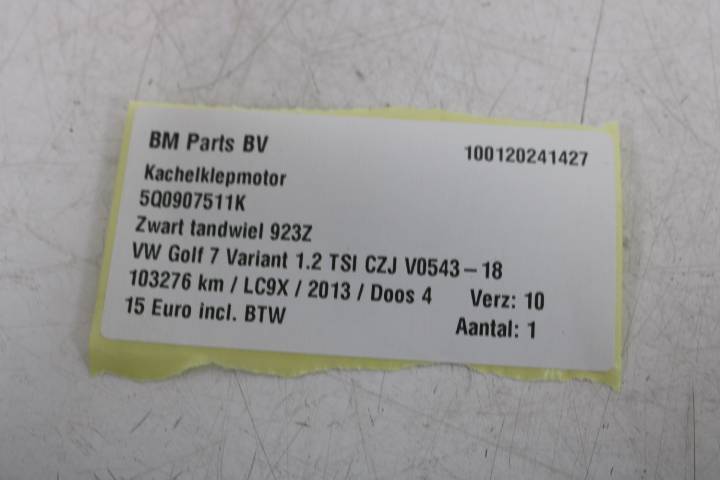 BM Parts BV 100120241427
Kachelklepmotor
5Q0907511K
Zwart tandwiel 923Z
VW Golf 7 Variant 1.2 TSI CZJ V0543-18
103276 km / LC9X / 2013 / Doos 4 Verz: 10
15 Euro incl. BTW Aantal: 1